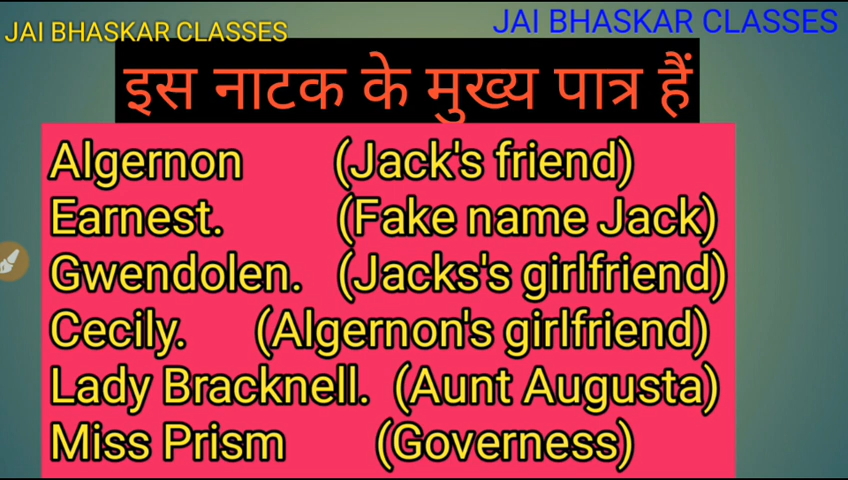 JAI BHASKAR CLASSES
JAI BHASKAR CLASSES
इस नाटक के मुख्य पात्र हैं
Algernon (Jack's friend)
Earnest. (Fake name Jack)
Gwendolen. (Jacks's girlfriend)
Cecily. (Algernon's girlfriend)
Lady Bracknell. (Aunt Augusta)
Miss Prism (Governess)